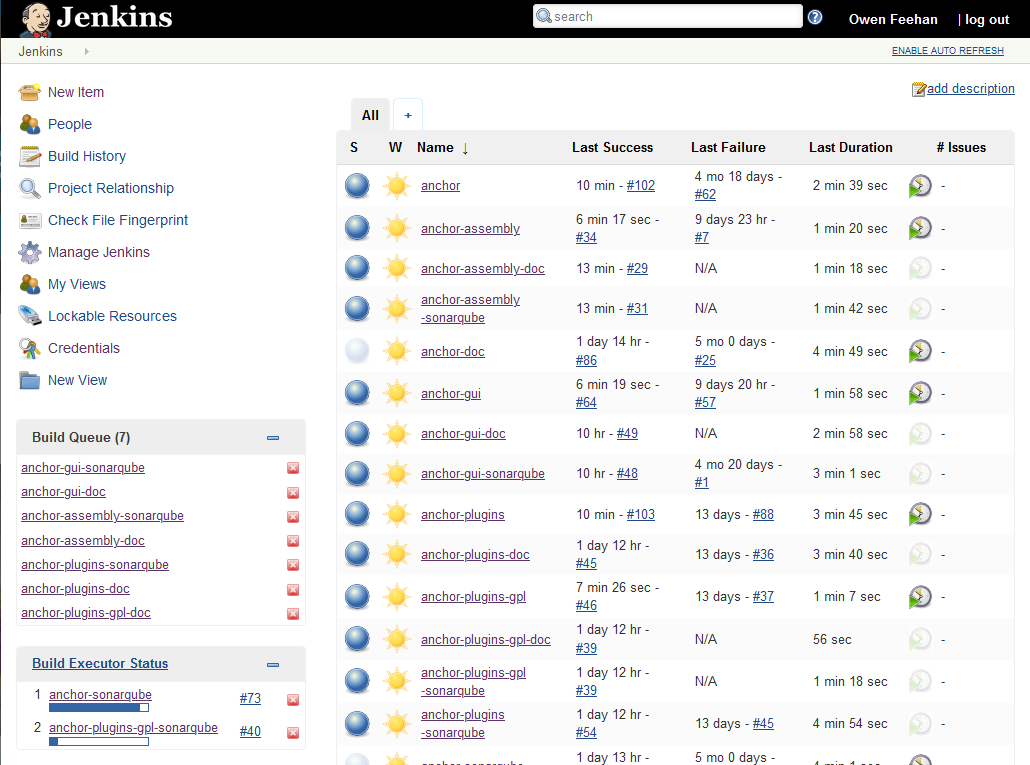 Jenkins
search
Owen Feehan
| log out
Jenkins
ENABLE AUTO REFRESH
New Item
People
Build History
Project Relationship
Check File Fingerprint
Manage Jenkins
My Views
Lockable Resources
Credentials
New View
Build Queue (7)
anchor-gui-sonarqube
anchor-gui-doc
anchor-assembly-sonarqube
anchor-assembly-doc
anchor-plugins-sonarqube
anchor-plugins-doc
anchor-plugins-gpl-doc
Build Executor Status
1 anchor-sonarqube #73
2 anchor-plugins-gpl-sonarqube #40
add description
All +
S W Name ↓ Last Success Last Failure Last Duration # Issues
anchor 10 min - #102 4 mo 18 days - #62 2 min 39 sec -
anchor-assembly 6 min 17 sec - #34 9 days 23 hr - #7 1 min 20 sec -
anchor-assembly-doc 13 min - #29 N/A 1 min 18 sec -
anchor-assembly-sonarqube 13 min - #31 N/A 1 min 42 sec -
anchor-doc 1 day 14 hr - #86 5 mo 0 days - #25 4 min 49 sec -
anchor-gui 6 min 19 sec - #64 9 days 20 hr - #57 1 min 58 sec -
anchor-gui-doc 10 hr - #49 N/A 2 min 58 sec -
anchor-gui-sonarqube 10 hr - #48 4 mo 20 days - #1 3 min 1 sec -
anchor-plugins 10 min - #103 13 days - #88 3 min 45 sec -
anchor-plugins-doc 1 day 12 hr - #45 13 days - #36 3 min 40 sec -
anchor-plugins-gpl 7 min 26 sec - #46 13 days - #37 1 min 7 sec -
anchor-plugins-gpl-doc 1 day 12 hr - #39 N/A 56 sec -
anchor-plugins-gpl-sonarqube 1 day 12 hr - #39 N/A 1 min 18 sec -
anchor-plugins-sonarqube 1 day 12 hr - #54 13 days - #45 4 min 54 sec -
1 day 13 hr - 5 mo 0 days -